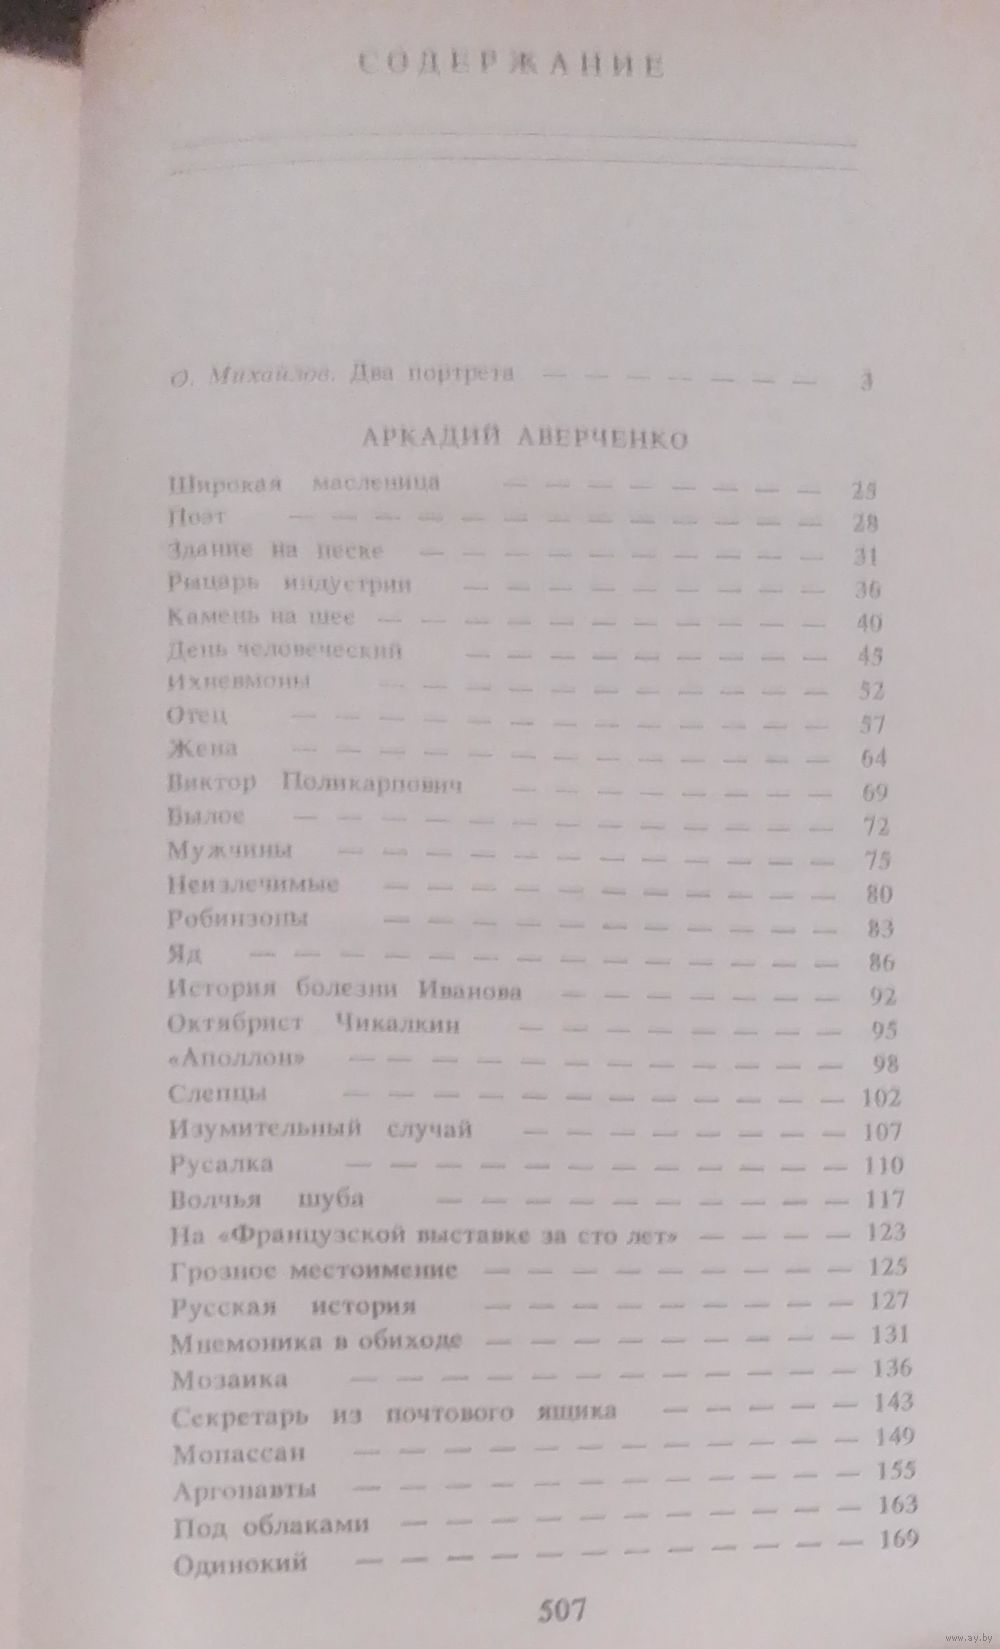 СОДЕРЖАНИЕ
О. Михайлов. Два портрета — — — — — — — 3
АРКАДИЙ АВЕРЧЕНКО
Широкая масленица — — — — — — — — 25
Поэт — — — — — — — — — — — — — 28
Здание на песке — — — — — — — — — — 31
Рыцарь индустрии — — — — — — — — — 36
Камень на шее — — — — — — — — — — — 40
День человеческий — — — — — — — — — 45
Ихневмоны — — — — — — — — — — — 52
Отец — — — — — — — — — — — — — 57
Жена — — — — — — — — — — — — — 64
Виктор Поликарпович — — — — — — — — 69
Былое — — — — — — — — — — — — — 72
Мужчины — — — — — — — — — — — — 75
Неизлечимые — — — — — — — — — — — 80
Робинзоны — — — — — — — — — — — 83
Яд — — — — — — — — — — — — — — 86
История болезни Иванова — — — — — — — 92
Октябрист Чикалкин — — — — — — — — 95
«Аполлон» — — — — — — — — — — — — 98
Слепцы — — — — — — — — — — — — 102
Изумительный случай — — — — — — — — 107
Русалка — — — — — — — — — — — — 110
Волчья шуба — — — — — — — — — — 117
На «Французской выставке за сто лет» — — — — 123
Грозное местоимение — — — — — — — — — 125
Русская история — — — — — — — — — 127
Мнемоника в обиходе — — — — — — — — — 131
Мозаика — — — — — — — — — — — — 136
Секретарь из почтового ящика — — — — — 143
Мопассан — — — — — — — — — — — — 149
Аргонавты — — — — — — — — — — — — 155
Под облаками — — — — — — — — — — — 163
Одинокий — — — — — — — — — — — — 169
507
www.ay.by